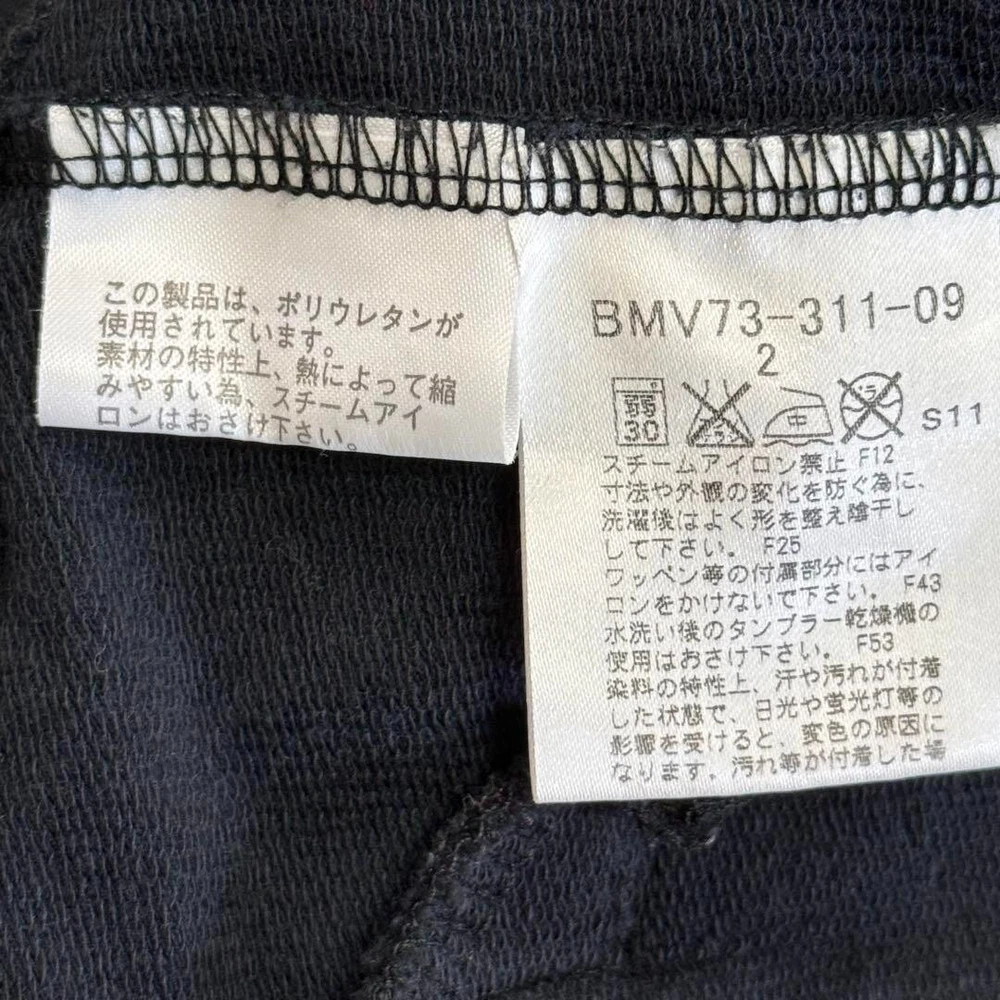 この製品は、ポリウレタンが
使用されています。
素材の特性上、熱によって縮
みやすい為、スチームアイ
ロンはおさけ下さい。
BMV73-311-09
2
弱
30
エンソサラシ
中
ドライ
S11
スチームアイロン禁止 F12
寸法や外観の変化を防ぐ為に、
洗濯後はよく形を整え陰干し
して下さい。 F25
ワッペン等の付属部分にはアイ
ロンをかけないで下さい。 F43
水洗い後のタンブラー乾燥機の
使用はおさけ下さい。 F53
染料の特性上、汗や汚れが付着
した状態で、日光や蛍光灯等の
影響を受けると、変色の原因に
なります。汚れ等が付着した場